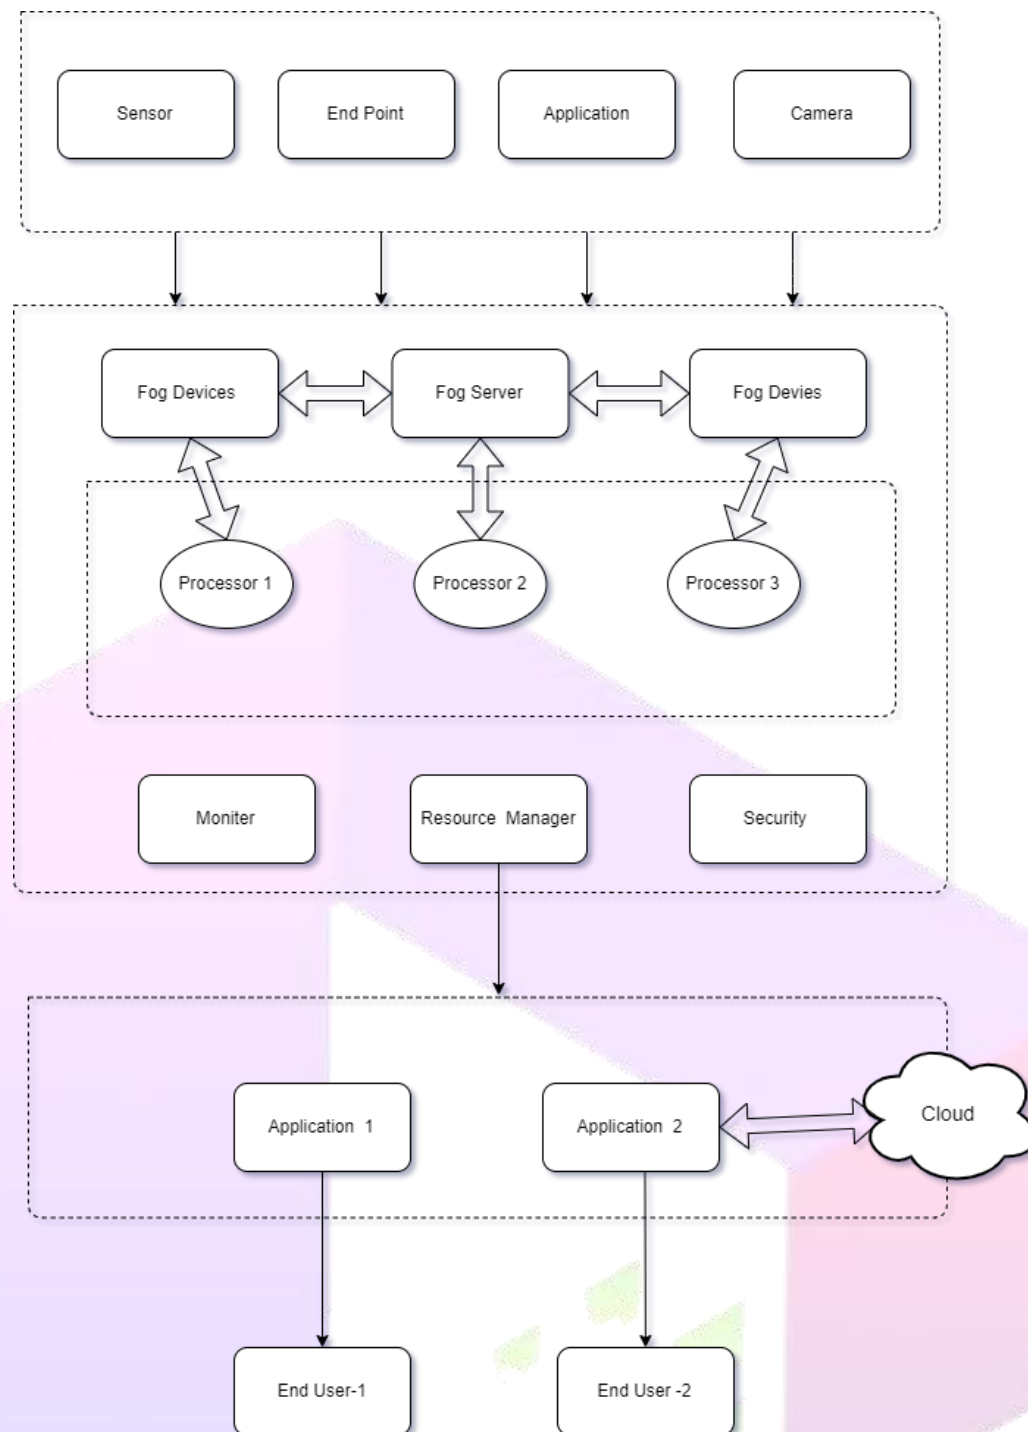 Sensor
End Point
Application
Camera
Fog Devices
Fog Server
Fog Devies
Processor 1
Processor 2
Processor 3
Moniter
Resource  Manager
Security
Application  1
Application  2
Cloud
End User-1
End User -2